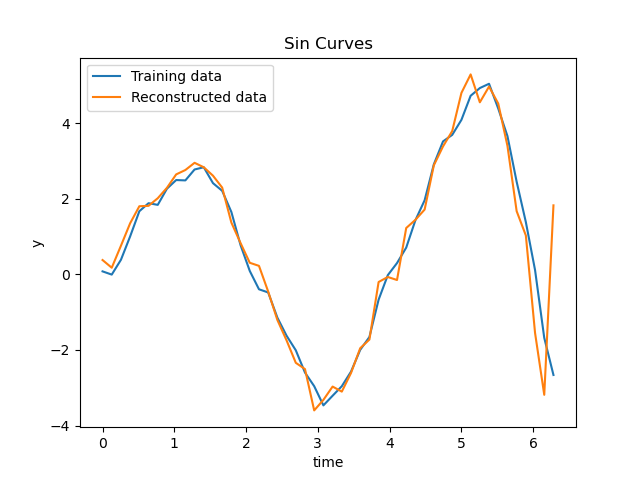 Sin Curves
Training data
Reconstructed data
4
2
0
−2
−4
y
0 1 2 3 4 5 6
time